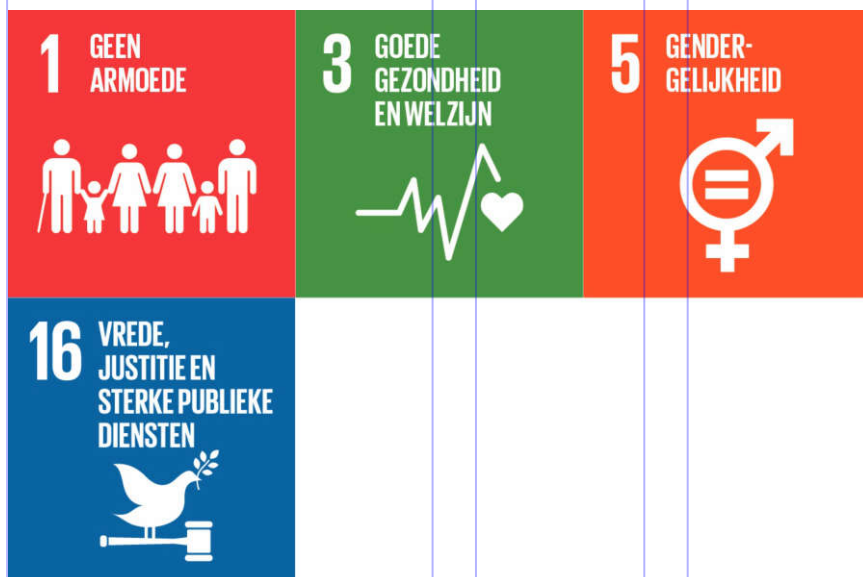 1
GEEN
ARMOEDE
3
GOEDE
GEZONDHEID
EN WELZIJN
5
GENDER-
GELIJKHEID
16
VREDE,
JUSTITIE EN
STERKE PUBLIEKE
DIENSTEN